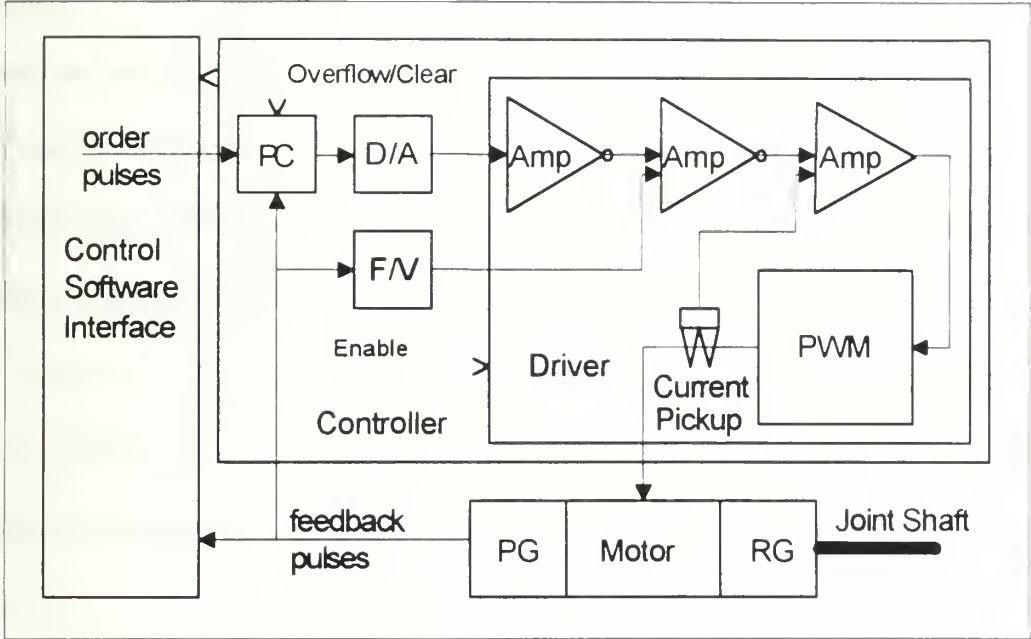 Overflow/Clear
order
pulses
PC
D/A
Amp
Amp
Amp
Control
Software
Interface
F/V
Enable
Driver
Current
Pickup
PWM
Controller
feedback
pulses
PG
Motor
RG
Joint Shaft